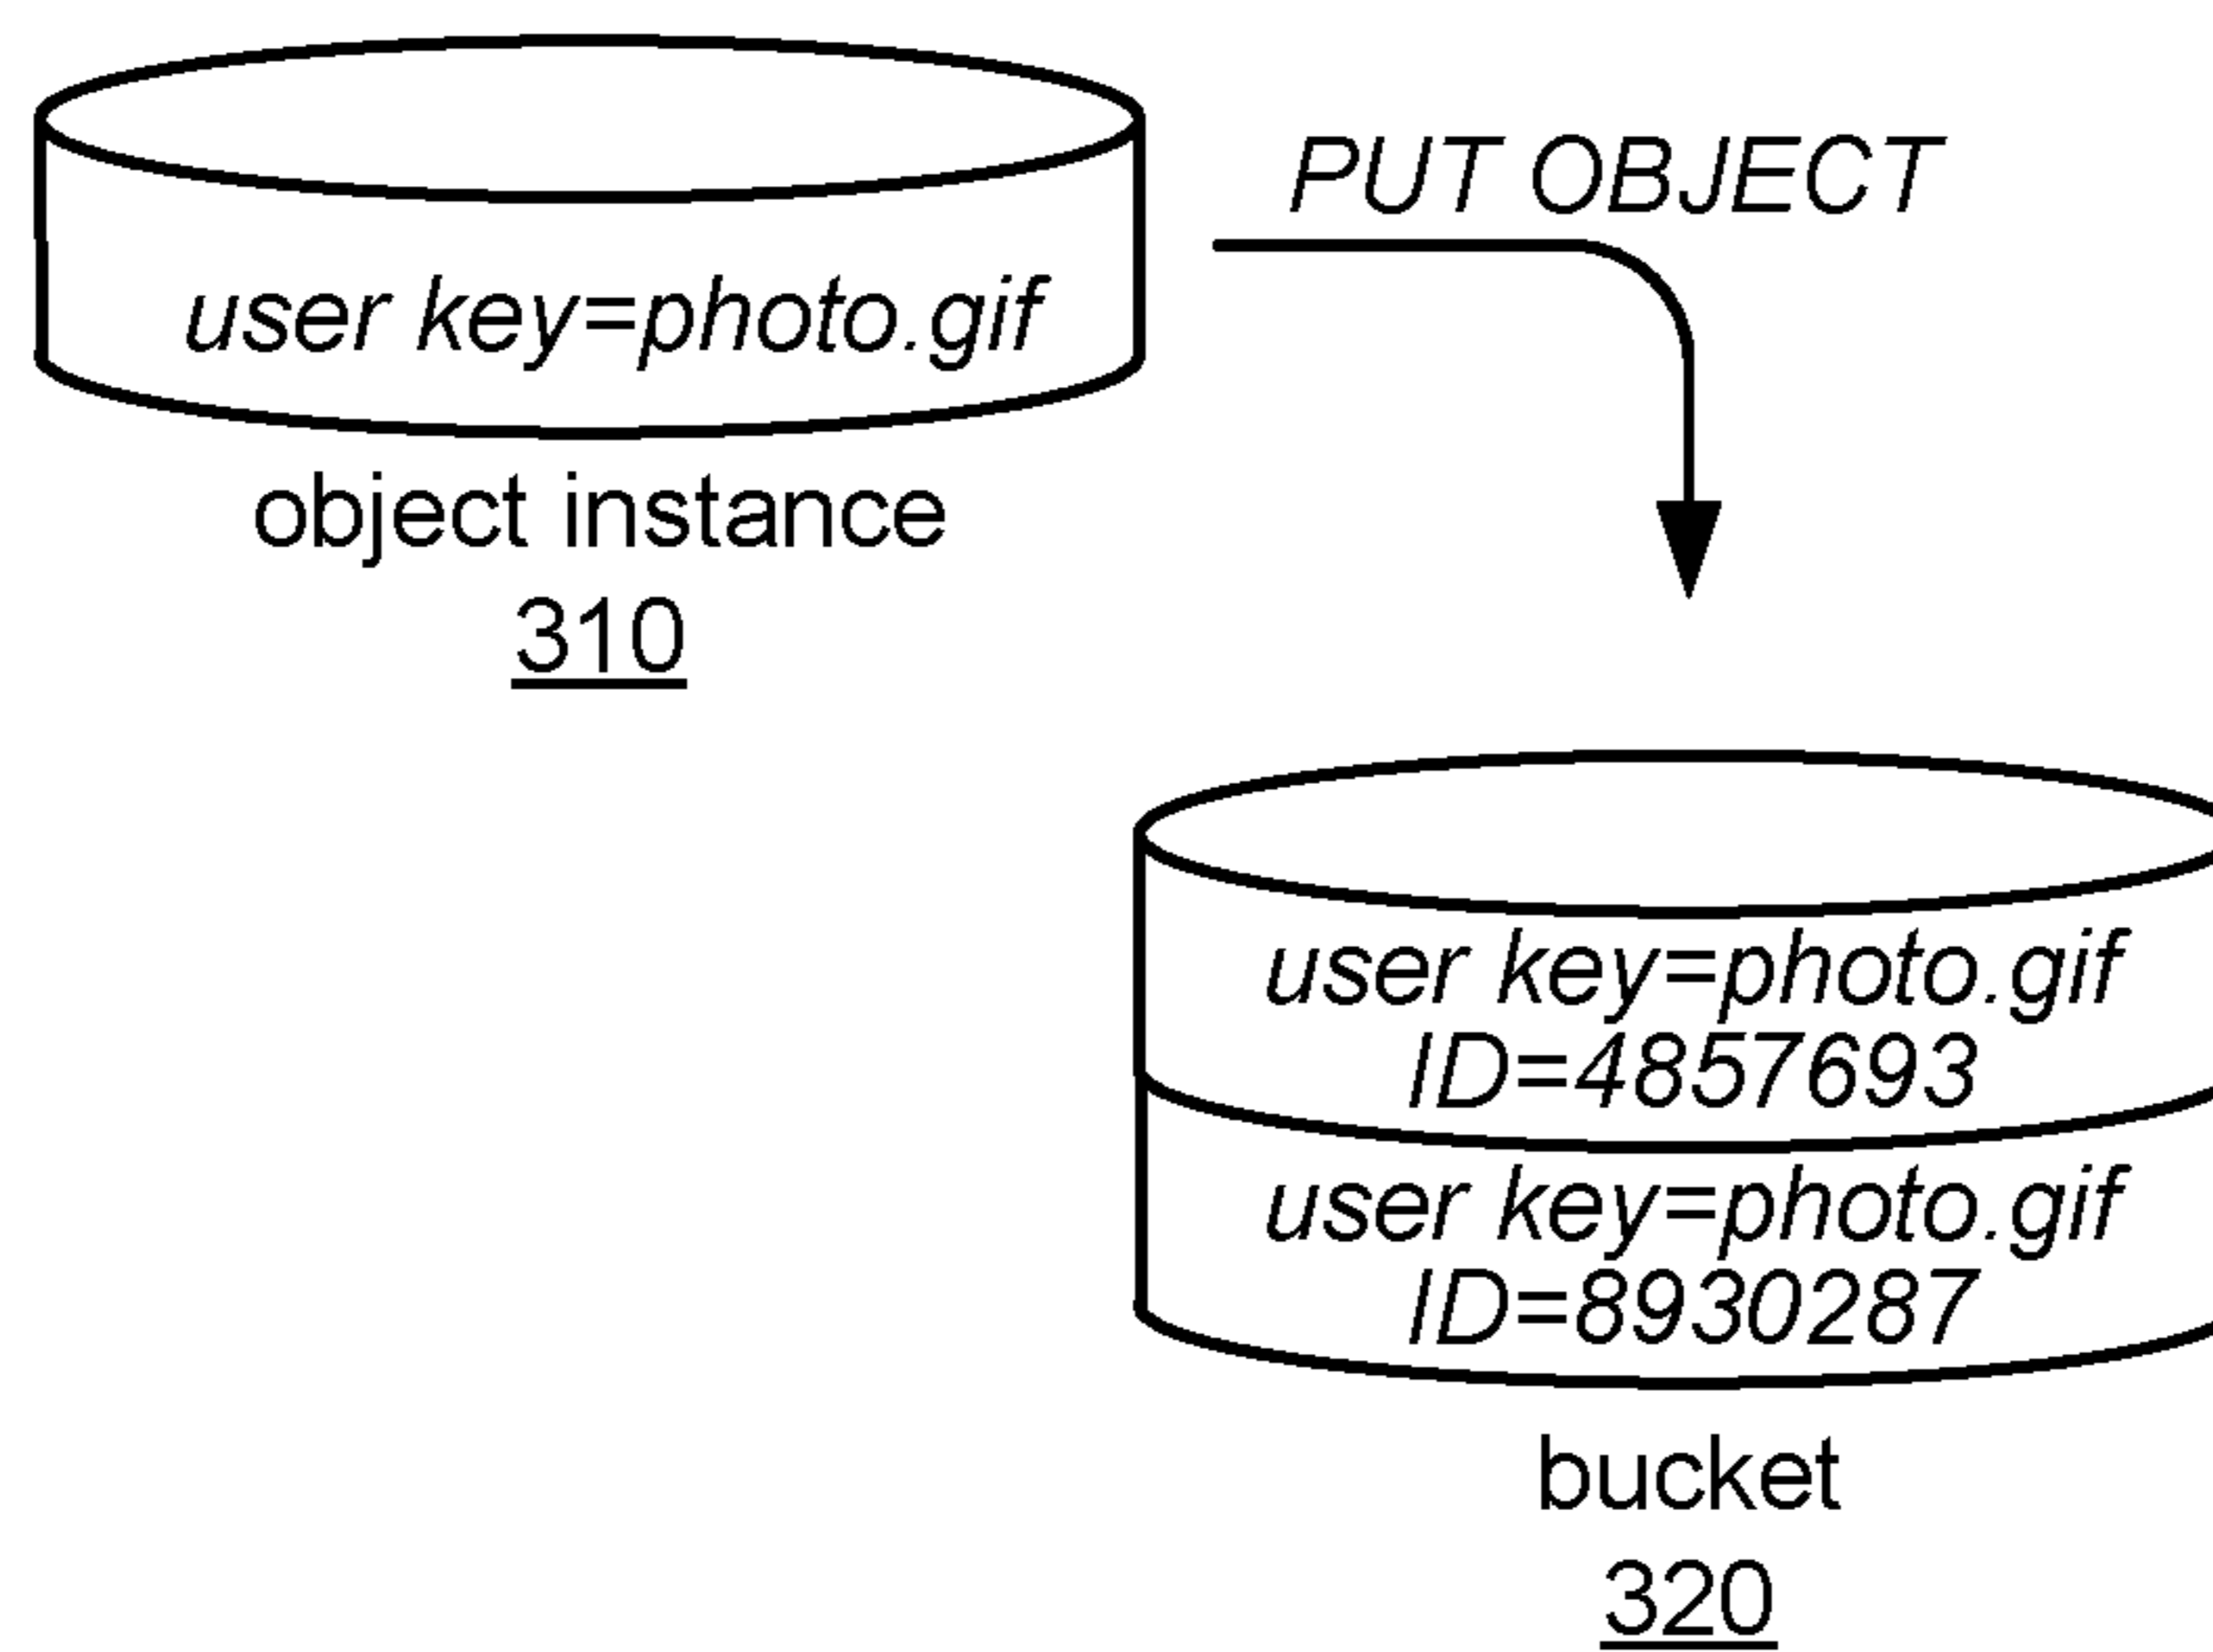 user key=photo.gif
object instance
310
PUT OBJECT
user key=photo.gif
ID=4857693
user key=photo.gif
ID=8930287
bucket
320